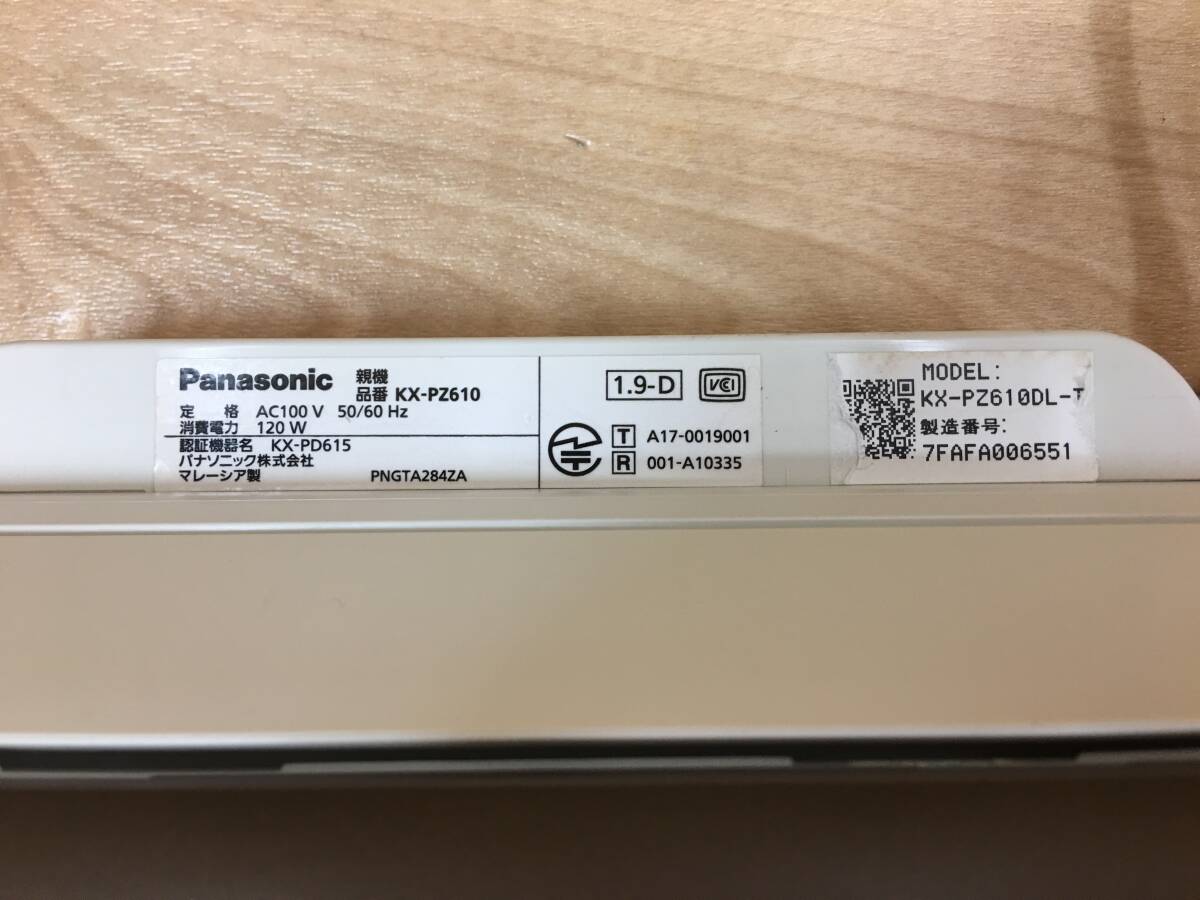 Panasonic 親機
品番 KX-PZ610
定 格 AC100 V 50/60 Hz
消費電力 120 W
認証機器名 KX-PD615
パナソニック株式会社
マレーシア製 PNGTA284ZA
1.9-D VCCI
T A17-0019001
R 001-A10335
MODEL:
KX-PZ610DL-T
製造番号:
7FAFA006551